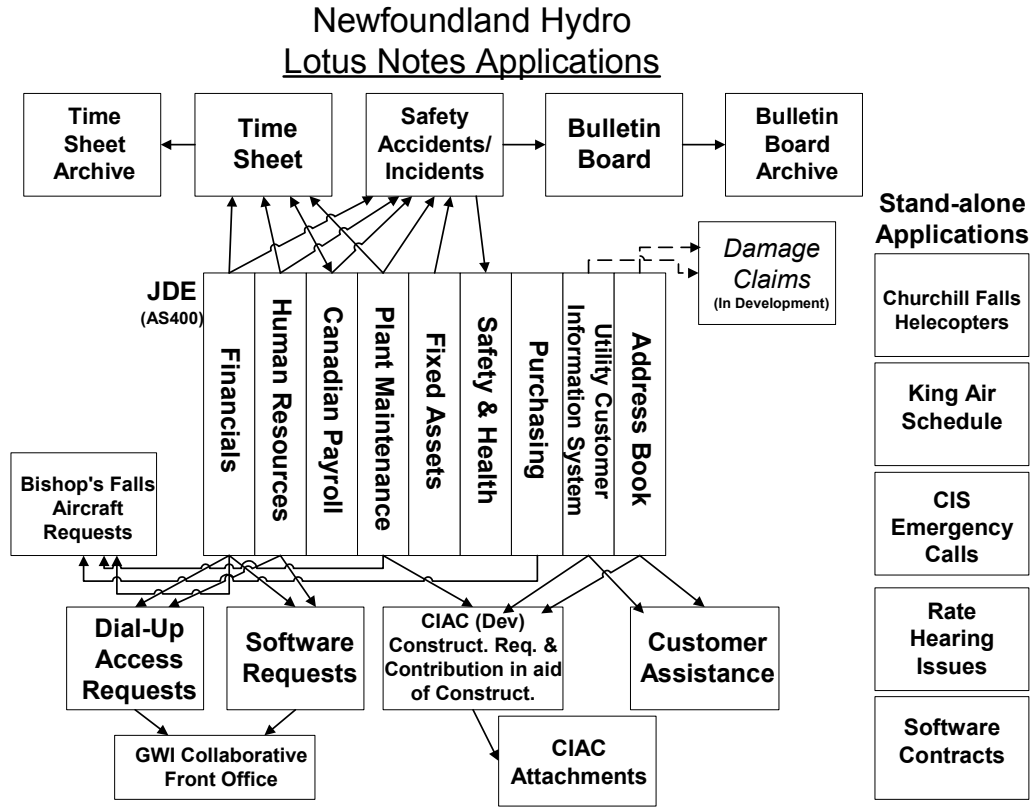 Newfoundland Hydro
Lotus Notes Applications
Time
Sheet
Archive
Time
Sheet
Safety
Accidents/
Incidents
Bulletin
Board
Bulletin
Board
Archive
Stand-alone
Applications
Damage
Claims
(In Development)
Churchill Falls
Helecopters
King Air
Schedule
CIS
Emergency
Calls
Rate
Hearing
Issues
Software
Contracts
JDE
(AS400)
Financials
Human Resources
Canadian Payroll
Plant Maintenance
Fixed Assets
Safety & Health
Purchasing
Utility Customer
Information System
Address Book
Bishop's Falls
Aircraft
Requests
Dial-Up
Access
Requests
Software
Requests
CIAC (Dev)
Construct. Req. &
Contribution in aid
of Construct.
Customer
Assistance
GWI Collaborative
Front Office
CIAC
Attachments